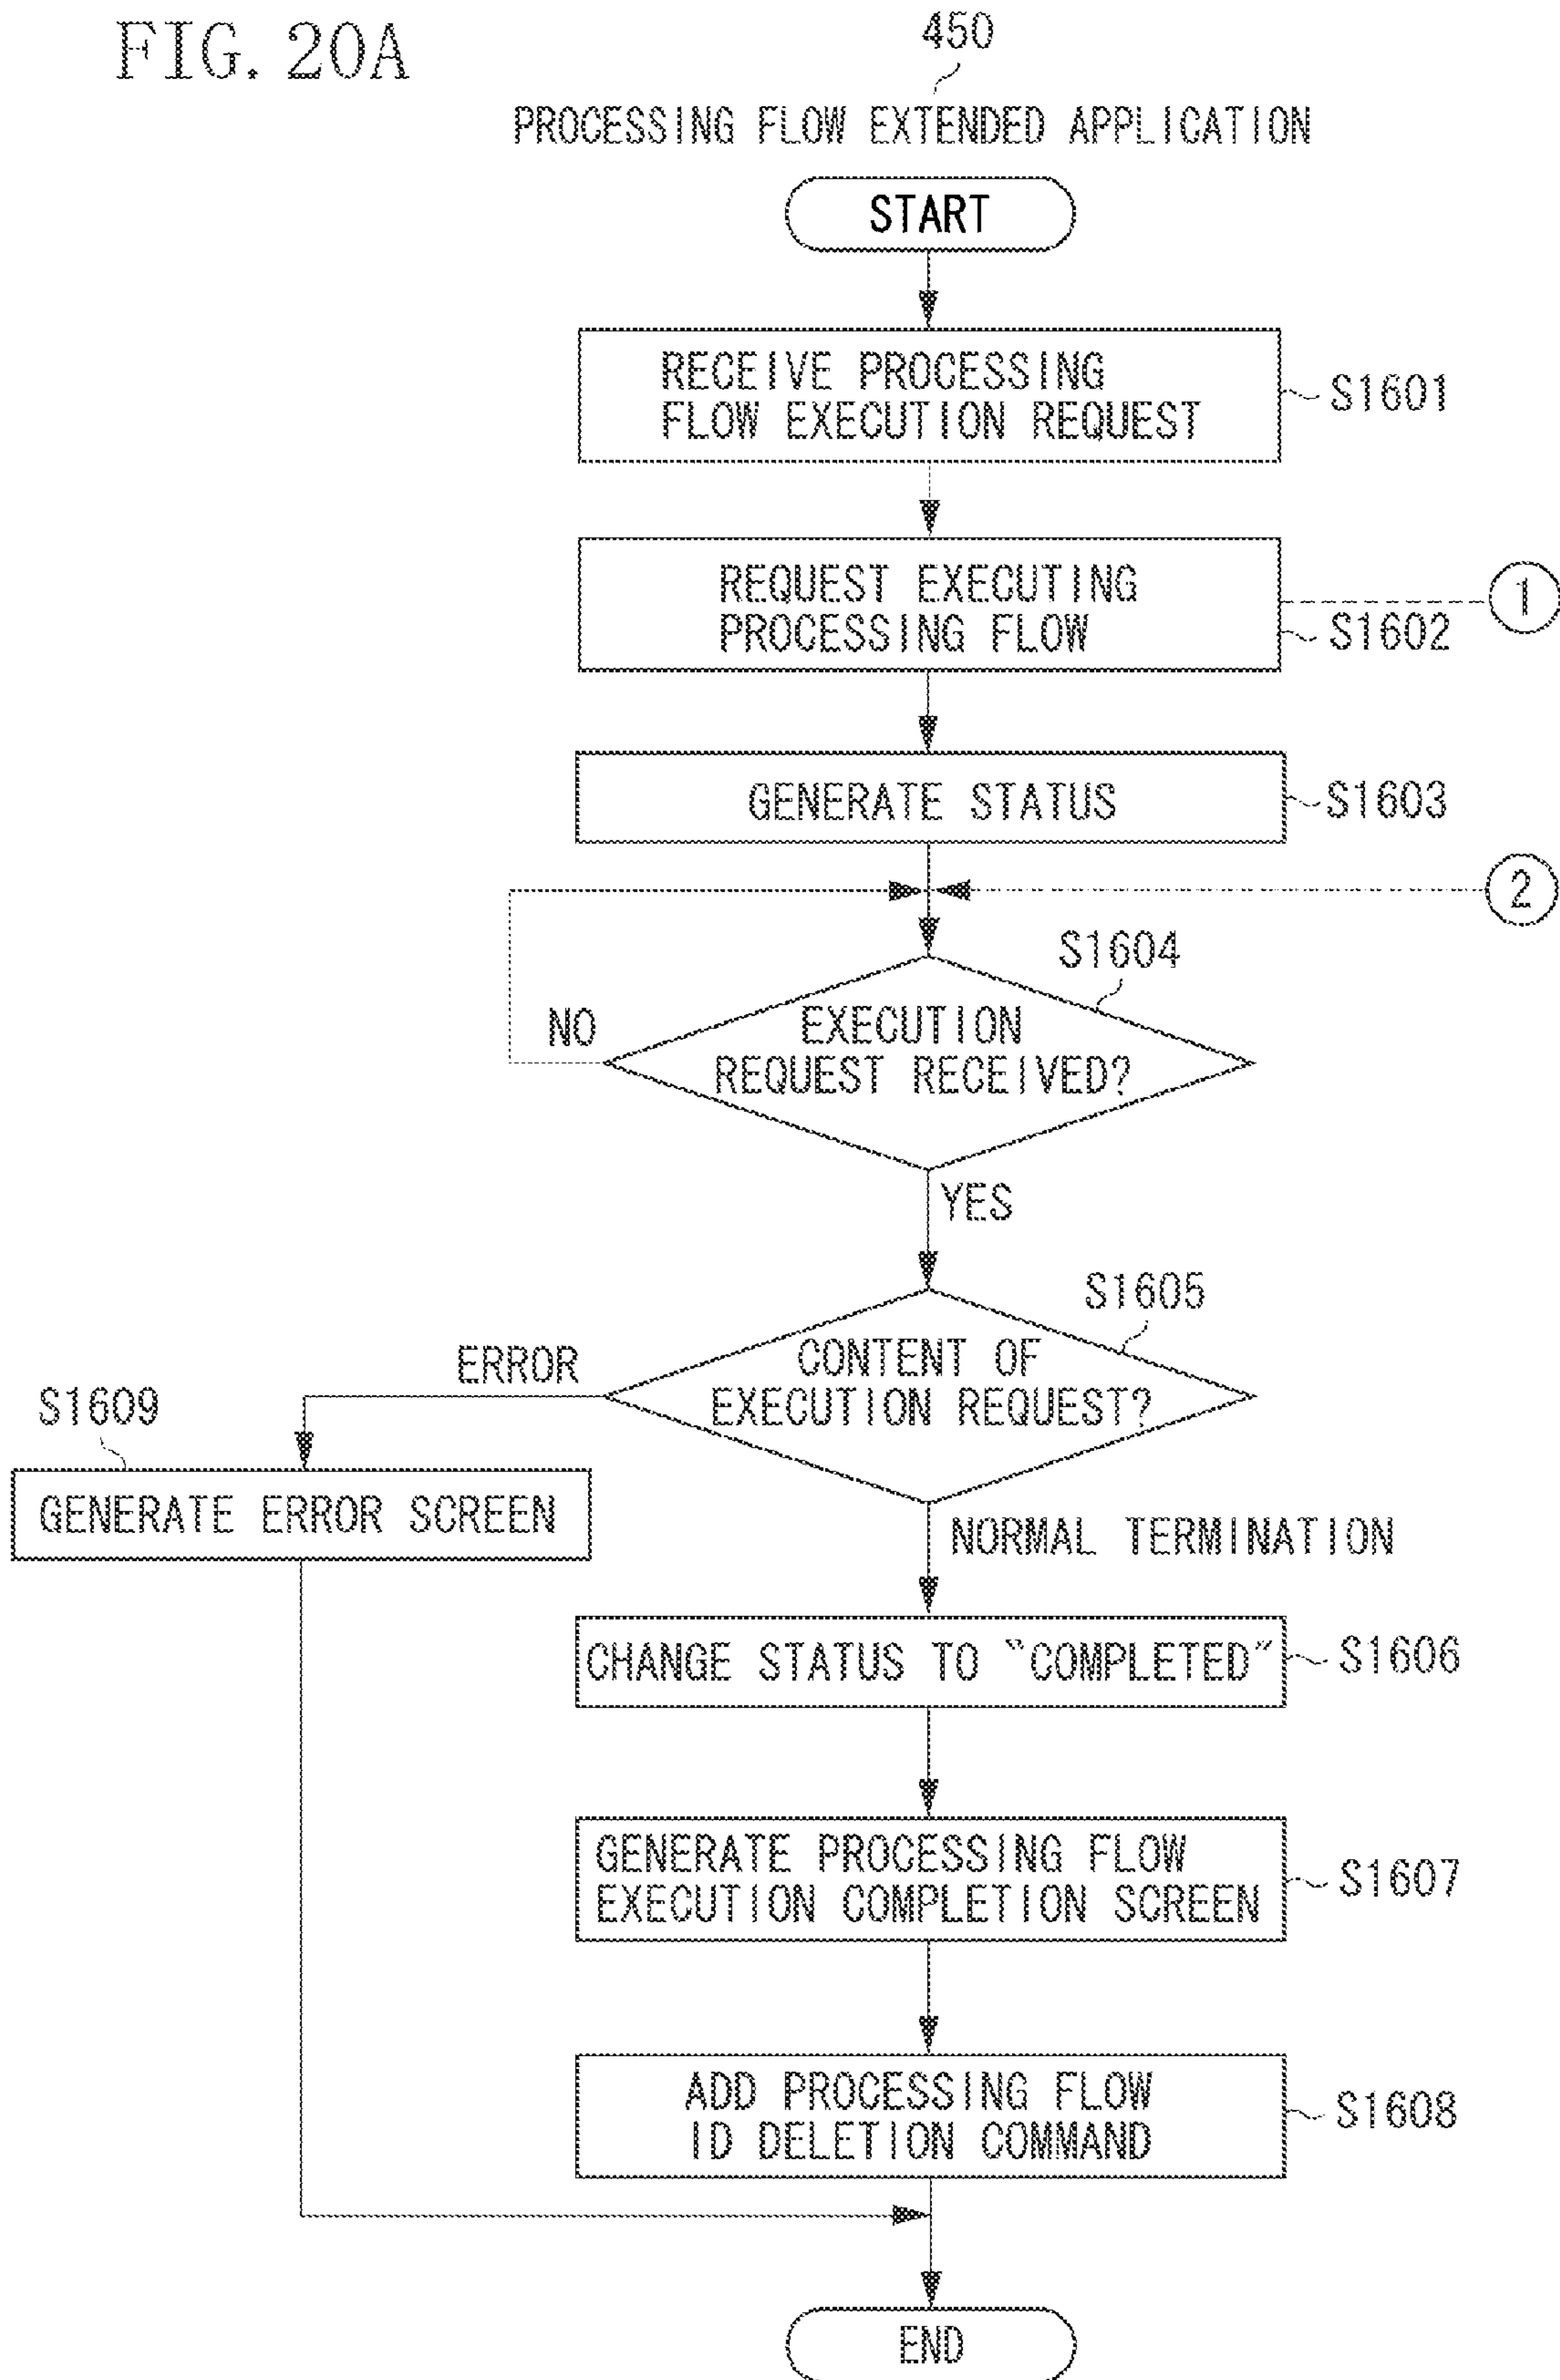 FIG. 20A
450
PROCESSING FLOW EXTENDED APPLICATION
START
RECEIVE PROCESSING
FLOW EXECUTION REQUEST
S1601
REQUEST EXECUTING
PROCESSING FLOW
1
S1602
GENERATE STATUS
S1603
2
S1604
NO
EXECUTION
REQUEST RECEIVED?
YES
S1605
ERROR
CONTENT OF
EXECUTION REQUEST?
S1609
GENERATE ERROR SCREEN
NORMAL TERMINATION
CHANGE STATUS TO “COMPLETED”
S1606
GENERATE PROCESSING FLOW
EXECUTION COMPLETION SCREEN
S1607
ADD PROCESSING FLOW
ID DELETION COMMAND
S1608
END